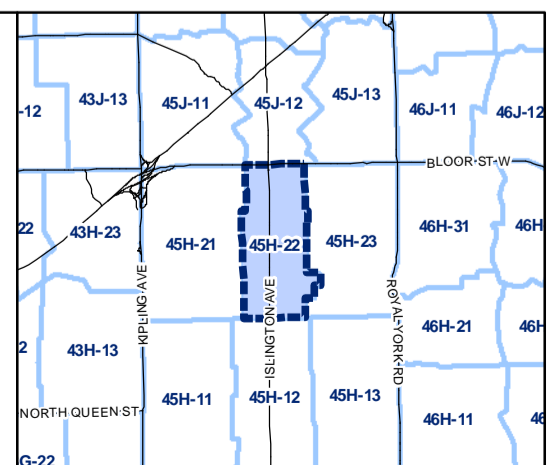 -12
43J-13
45J-11
45J-12
45J-13
46J-11
46J-12
BLOOR ST W
22
43H-23
45H-21
45H-22
45H-23
46H-31
46H
KIPLING AVE
ISLINGTON AVE
ROYAL YORK RD
2
43H-13
46H-21
46H
45H-11
45H-12
45H-13
NORTH QUEEN ST
46H-11
46
G-22